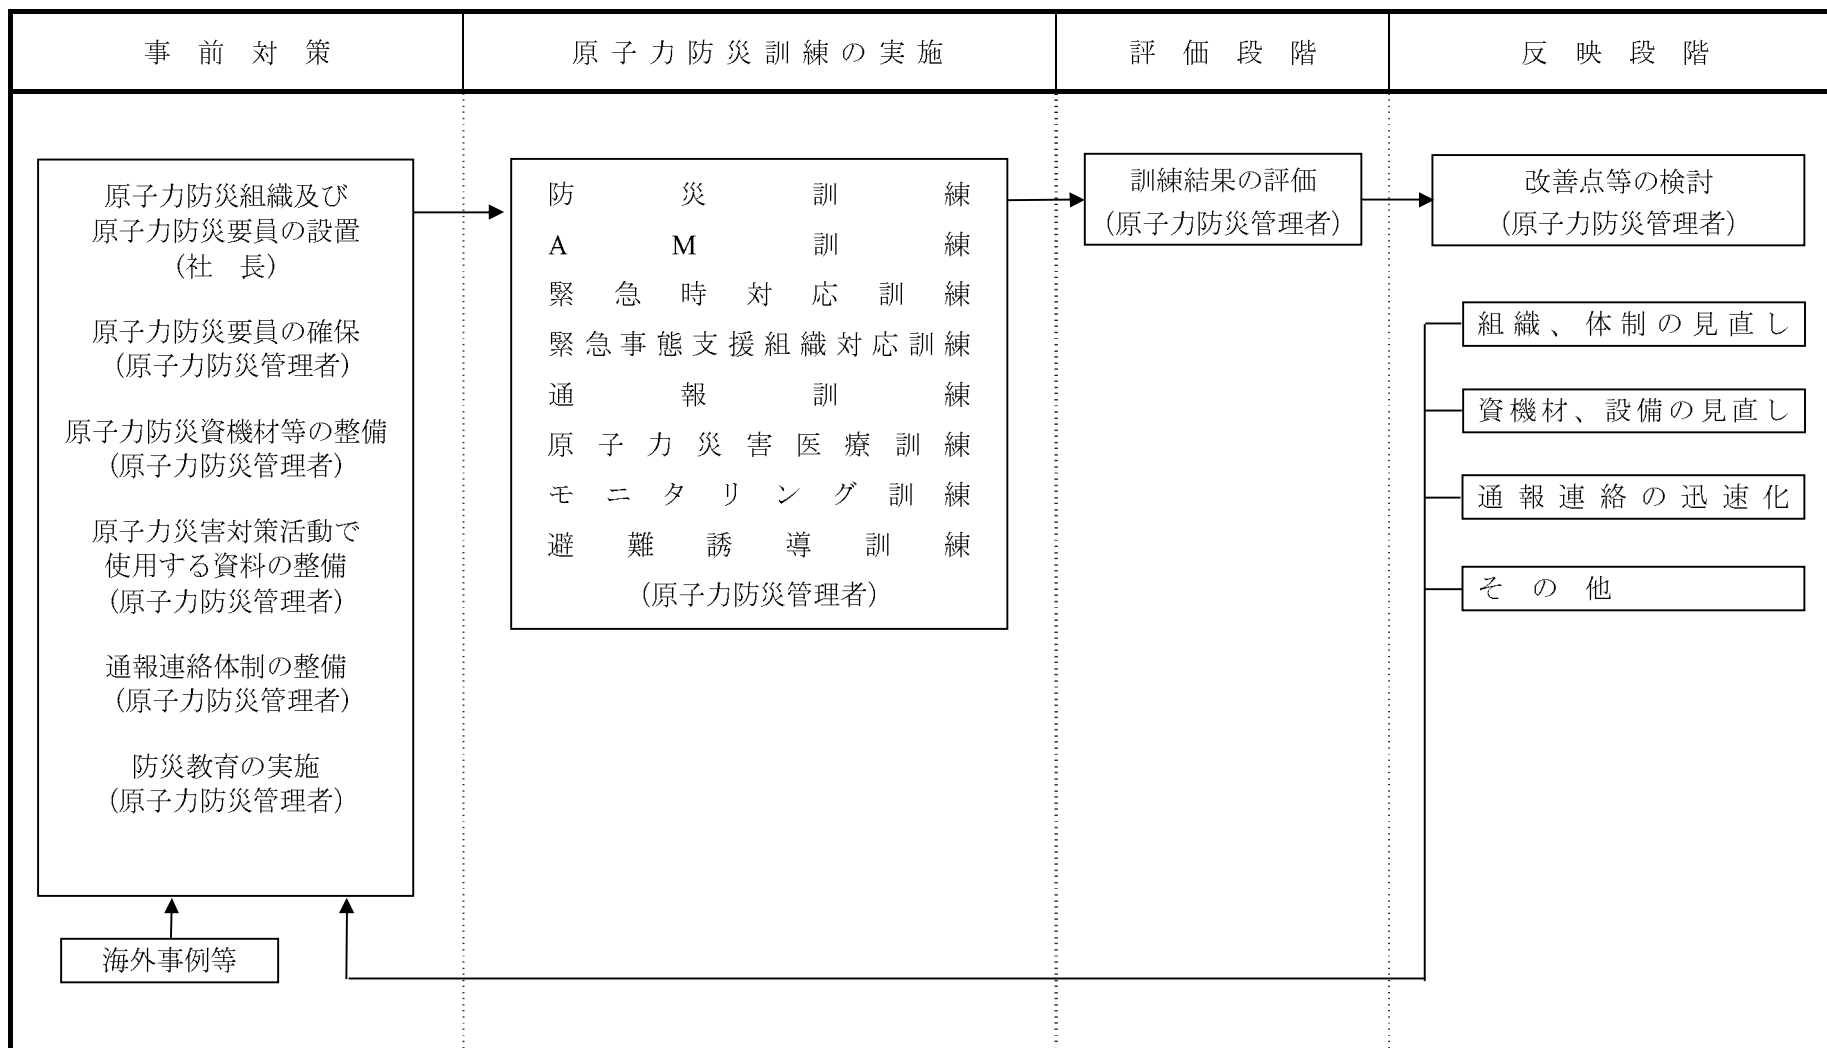 事前対策
原子力防災訓練の実施
評価段階
反映段階
原子力防災組織及び
原子力防災要員の設置
(社　長)
原子力防災要員の確保
(原子力防災管理者)
原子力防災資機材等の整備
(原子力防災管理者)
原子力災害対策活動で
使用する資料の整備
(原子力防災管理者)
通報連絡体制の整備
(原子力防災管理者)
防災教育の実施
(原子力防災管理者)
海外事例等
防災訓練
AM訓練
緊急時対応訓練
緊急事態支援組織対応訓練
通報訓練
原子力災害医療訓練
モニタリング訓練
避難誘導訓練
(原子力防災管理者)
訓練結果の評価
(原子力防災管理者)
改善点等の検討
(原子力防災管理者)
組織、体制の見直し
資機材、設備の見直し
通報連絡の迅速化
その他